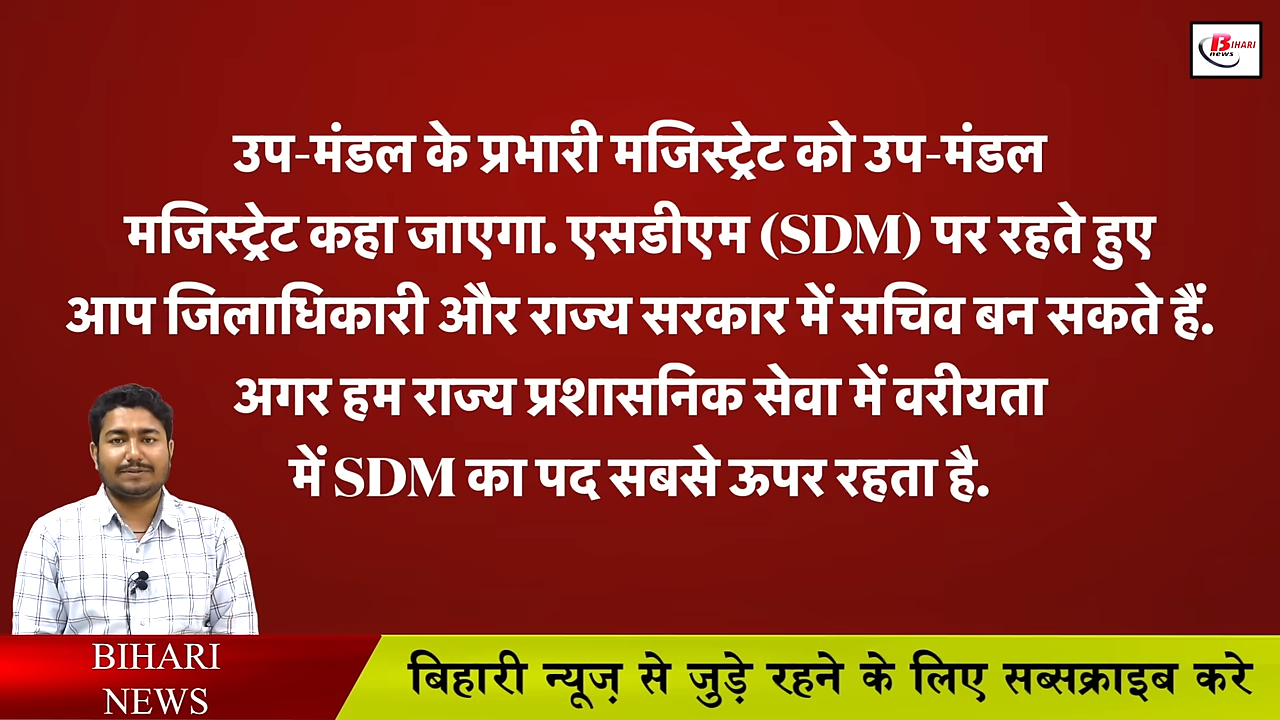 BIHARI
news
उप-मंडल के प्रभारी मजिस्ट्रेट को उप-मंडल
मजिस्ट्रेट कहा जाएगा. एसडीएम (SDM) पर रहते हुए
आप जिलाधिकारी और राज्य सरकार में सचिव बन सकते हैं.
अगर हम राज्य प्रशासनिक सेवा में वरीयता
में SDM का पद सबसे ऊपर रहता है.
BIHARI
NEWS
बिहारी न्यूज़ से जुड़े रहने के लिए सब्सक्राइब करे